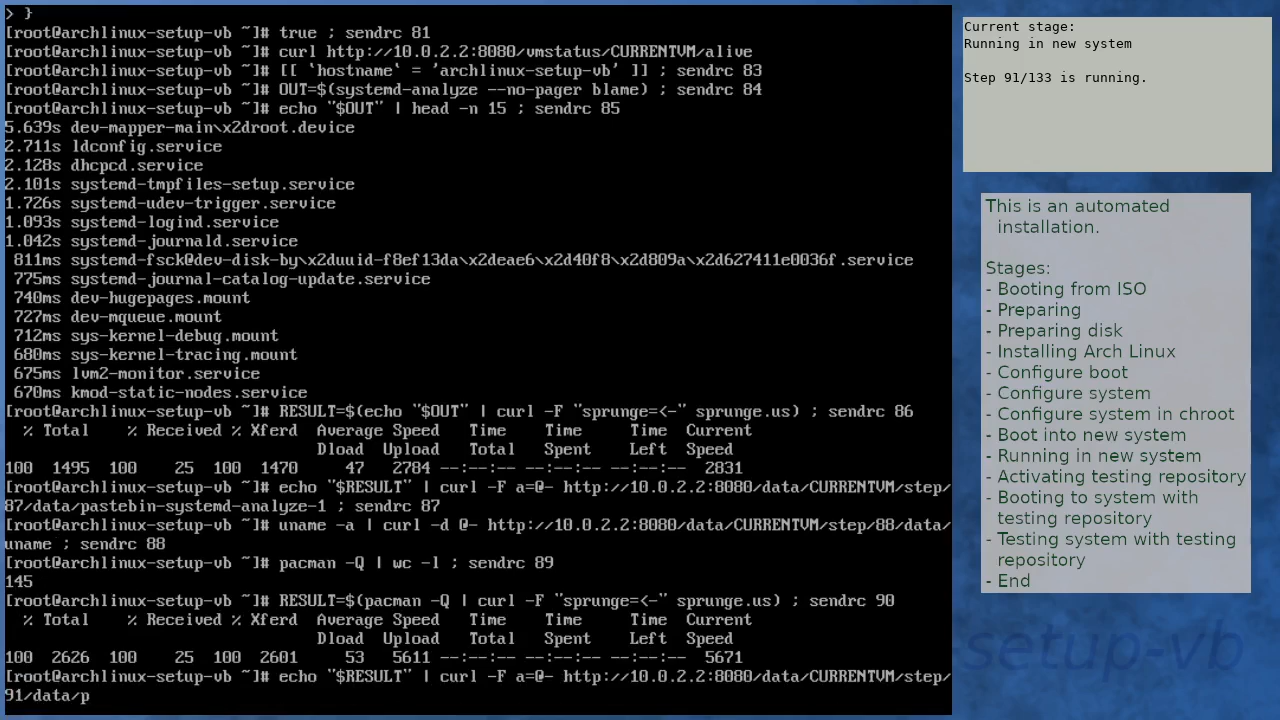 > }
[root@archlinux-setup-vb ~]# true ; sendrc 81
[root@archlinux-setup-vb ~]# curl http://10.0.2.2:8080/vmstatus/CURRENTVM/alive
[root@archlinux-setup-vb ~]# [[ `hostname` = 'archlinux-setup-vb' ]] ; sendrc 83
[root@archlinux-setup-vb ~]# OUT=$(systemd-analyze --no-pager blame) ; sendrc 84
[root@archlinux-setup-vb ~]# echo "$OUT" | head -n 15 ; sendrc 85
5.639s dev-mapper-main\x2droot.device
2.711s ldconfig.service
2.128s dhcpcd.service
2.101s systemd-tmpfiles-setup.service
1.726s systemd-udev-trigger.service
1.093s systemd-logind.service
1.042s systemd-journald.service
 811ms systemd-fsck@dev-disk-by\x2duuid-f8ef13da\x2deae6\x2d40f8\x2d809a\x2d627411e0036f.service
 775ms systemd-journal-catalog-update.service
 740ms dev-hugepages.mount
 727ms dev-mqueue.mount
 712ms sys-kernel-debug.mount
 680ms sys-kernel-tracing.mount
 675ms lvm2-monitor.service
 670ms kmod-static-nodes.service
[root@archlinux-setup-vb ~]# RESULT=$(echo "$OUT" | curl -F "sprunge=<-" sprunge.us) ; sendrc 86
  % Total    % Received % Xferd  Average Speed   Time    Time     Time  Current
                                 Dload  Upload   Total   Spent    Left  Speed
100  1495  100    25  100  1470     47   2784 --:--:-- --:--:-- --:--:--  2831
[root@archlinux-setup-vb ~]# echo "$RESULT" | curl -F a=@- http://10.0.2.2:8080/data/CURRENTVM/step/
87/data/pastebin-systemd-analyze-1 ; sendrc 87
[root@archlinux-setup-vb ~]# uname -a | curl -d @- http://10.0.2.2:8080/data/CURRENTVM/step/88/data/
uname ; sendrc 88
[root@archlinux-setup-vb ~]# pacman -Q | wc -l ; sendrc 89
145
[root@archlinux-setup-vb ~]# RESULT=$(pacman -Q | curl -F "sprunge=<-" sprunge.us) ; sendrc 90
  % Total    % Received % Xferd  Average Speed   Time    Time     Time  Current
                                 Dload  Upload   Total   Spent    Left  Speed
100  2626  100    25  100  2601     53   5611 --:--:-- --:--:-- --:--:--  5671
[root@archlinux-setup-vb ~]# echo "$RESULT" | curl -F a=@- http://10.0.2.2:8080/data/CURRENTVM/step/
91/data/p
Current stage:
Running in new system
Step 91/133 is running.
This is an automated
installation.
Stages:
- Booting from ISO
- Preparing
- Preparing disk
- Installing Arch Linux
- Configure boot
- Configure system
- Configure system in chroot
- Boot into new system
- Running in new system
- Activating testing repository
- Booting to system with
testing repository
- Testing system with testing
repository
- End
setup-vb